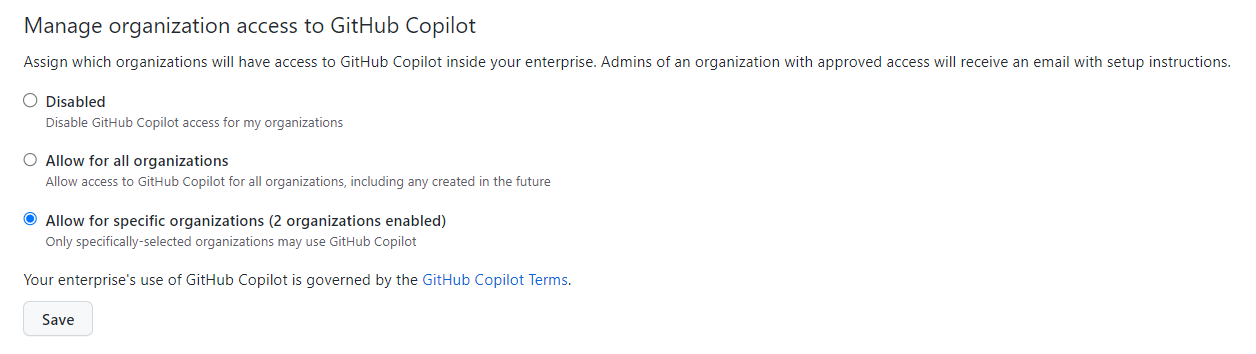 Manage organization access to GitHub Copilot
Assign which organizations will have access to GitHub Copilot inside your enterprise. Admins of an organization with approved access will receive an email with setup instructions.
Disabled
Disable GitHub Copilot access for my organizations
Allow for all organizations
Allow access to GitHub Copilot for all organizations, including any created in the future
Allow for specific organizations (2 organizations enabled)
Only specifically-selected organizations may use GitHub Copilot
Your enterprise's use of GitHub Copilot is governed by the GitHub Copilot Terms.
Save